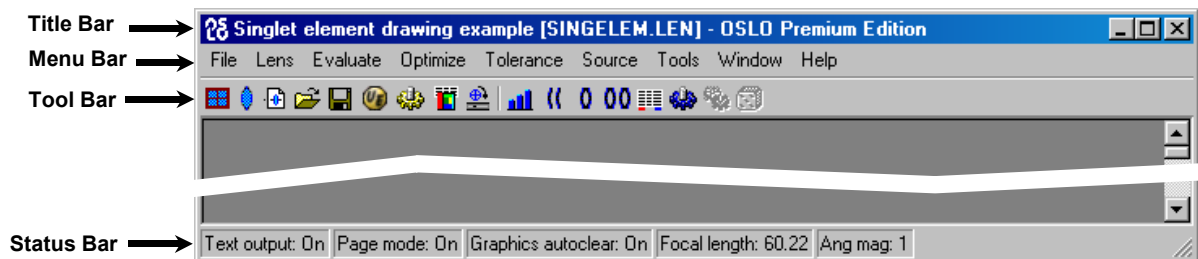 Title Bar
Singlet element drawing example [SINGELEM.LEN] - OSLO Premium Edition
Menu Bar
File Lens Evaluate Optimize Tolerance Source Tools Window Help
Tool Bar
Status Bar
Text output: On Page mode: On Graphics autoclear: On Focal length: 60.22 Ang mag: 1